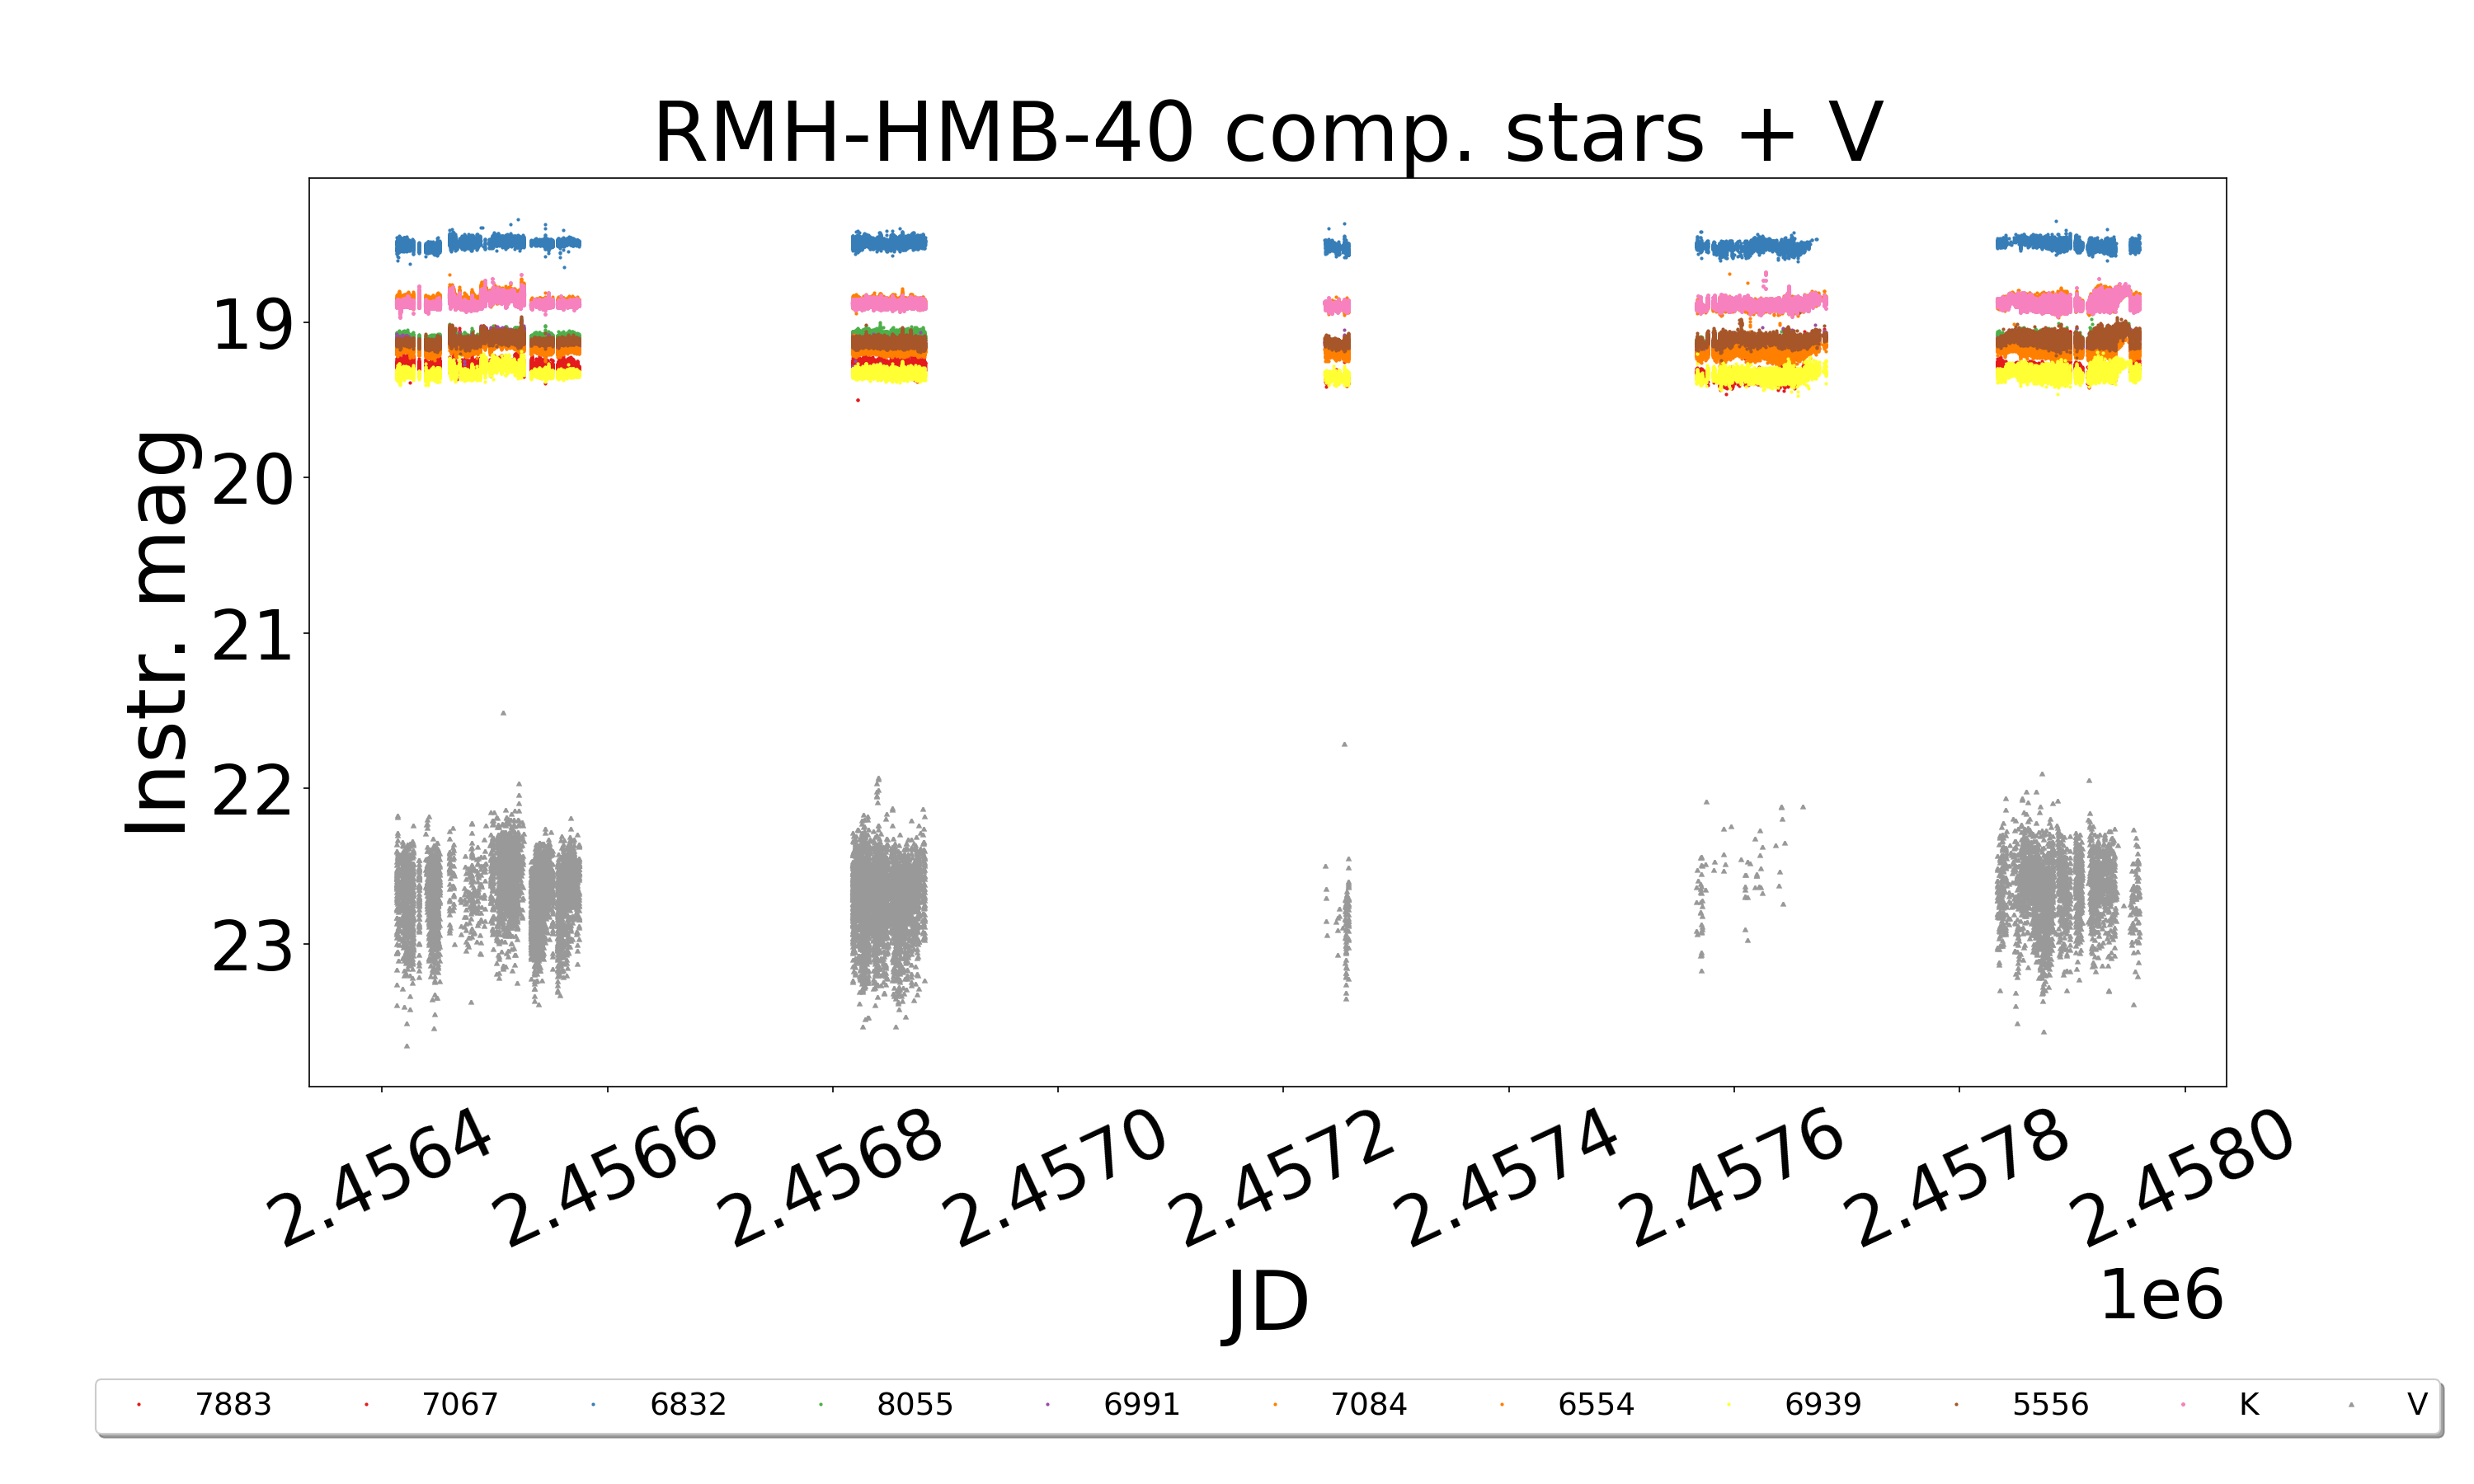 RMH-HMB-40 comp. stars + V
Instr. mag
19
20
21
22
23
2.4564
2.4566
2.4568
2.4570
2.4572
2.4574
2.4576
2.4578
2.4580
JD
1e6
7883 7067 6832 8055 6991 7084 6554 6939 5556 K V